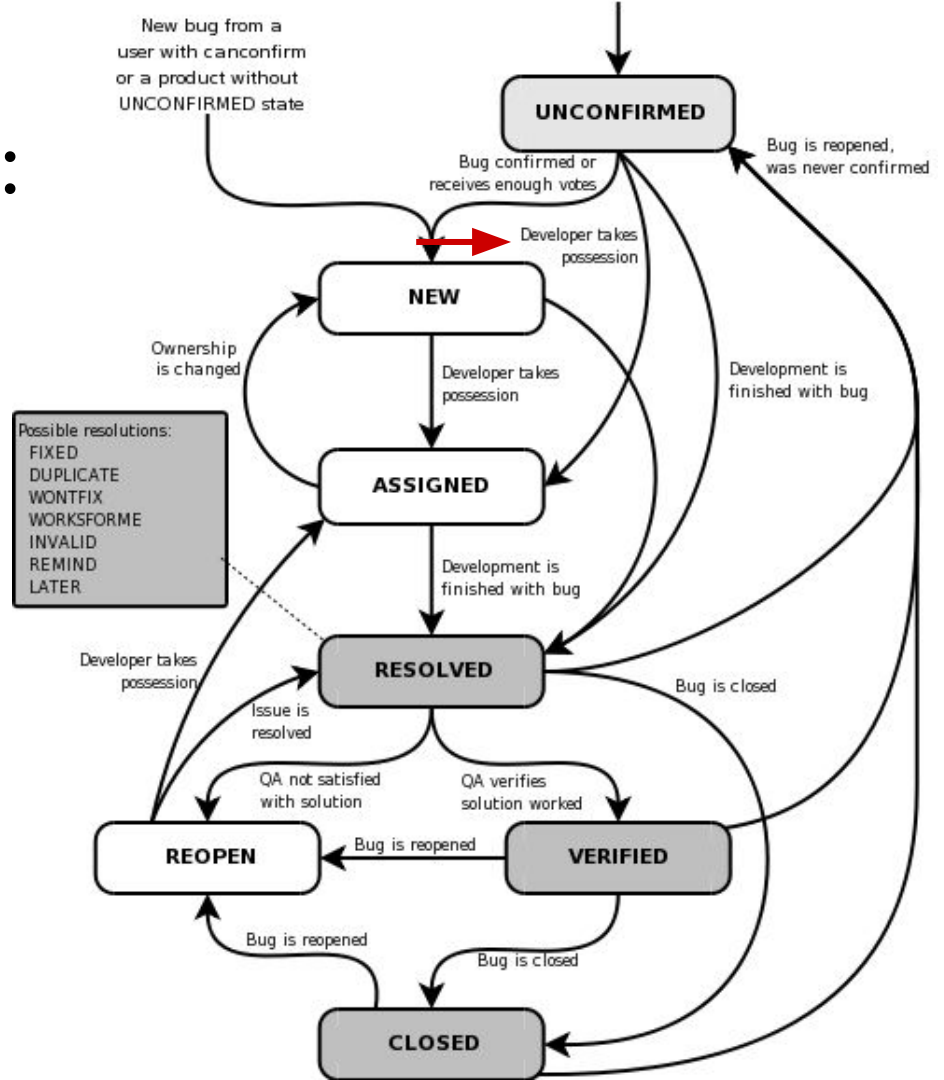 New bug from a
user with canconfirm
or a product without
UNCONFIRMED state
UNCONFIRMED
Bug is reopened,
was never confirmed
Bug confirmed or
receives enough votes
Developer takes
possession
NEW
Ownership
is changed
Developer takes
possession
Development is
finished with bug
Possible resolutions:
FIXED
DUPLICATE
WONTFIX
WORKSFORME
INVALID
REMIND
LATER
ASSIGNED
Development is
finished with bug
RESOLVED
Developer takes
possession
Bug is closed
Issue is
resolved
QA not satisfied
with solution
QA verifies
solution worked
REOPEN
Bug is reopened
VERIFIED
Bug is reopened
Bug is closed
CLOSED